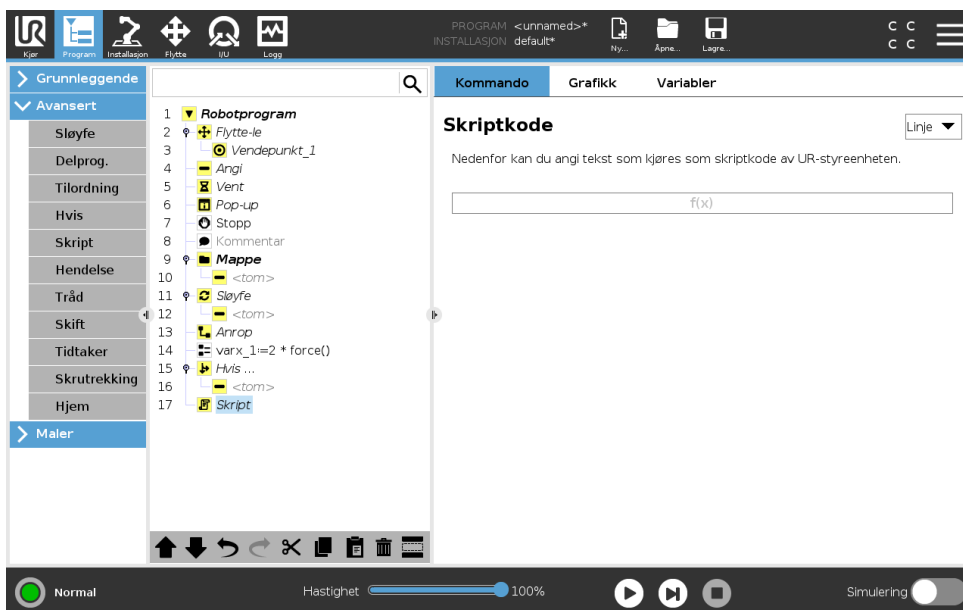 UR
PROGRAM <unnamed>*
INSTALLASJON default*
Kjør Program Installasjon Flytte I/U Logg Ny... Åpne... Lagre...
C C
C C
Grunnleggende
Avansert
Sløyfe
Delprog.
Tilordning
Hvis
Skript
Hendelse
Tråd
Skift
Tidtaker
Skrutrekking
Hjem
Maler
1 Robotprogram
2 Flytte-le
3 Vendepunkt_1
4 Angi
5 Vent
6 Pop-up
7 Stopp
8 Kommentar
9 Mappe
10 <tom>
11 Sløyfe
12 <tom>
13 Anrop
14 varx_1:=2 * force()
15 Hvis ...
16 <tom>
17 Skript
Kommando Grafikk Variabler
Skriptkode
Linje
Nedenfor kan du angi tekst som kjøres som skriptkode av UR-styreenheten.
f(x)
Normal
Hastighet 100%
Simulering